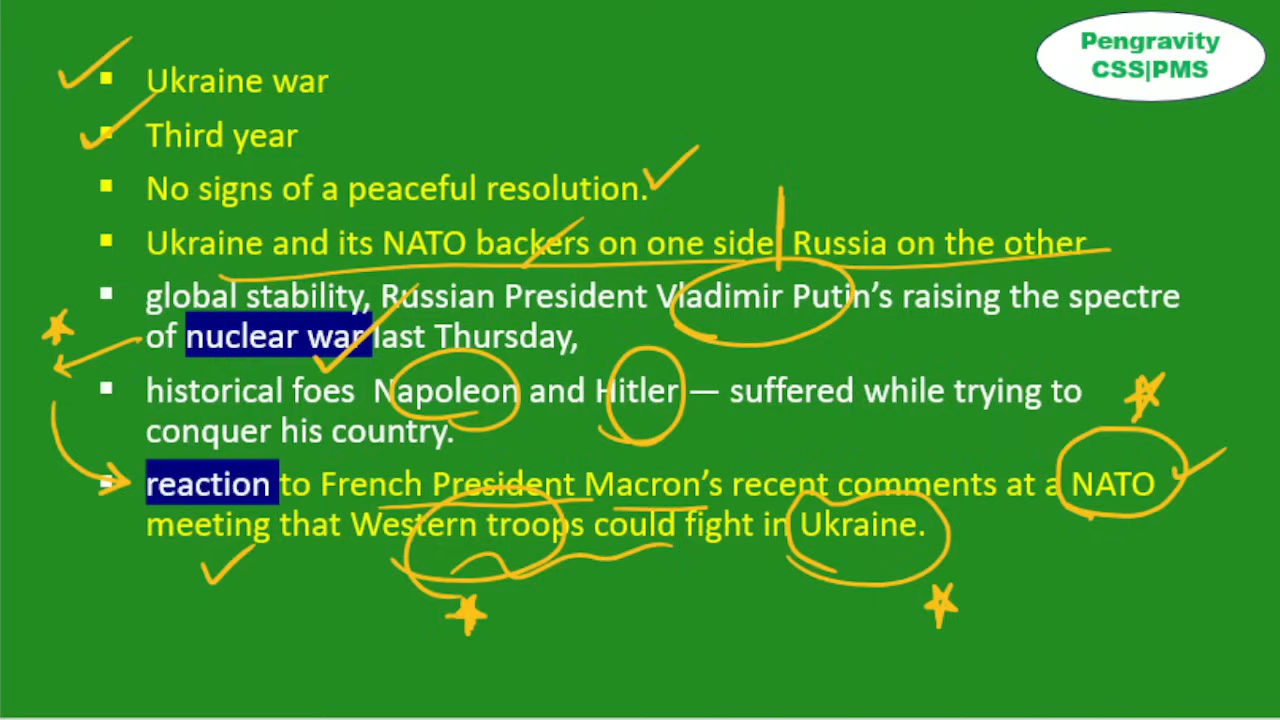 Pengravity
CSS|PMS
▪ Ukraine war
▪ Third year
▪ No signs of a peaceful resolution.
▪ Ukraine and its NATO backers on one side Russia on the other
▪ global stability, Russian President Vladimir Putin’s raising the spectre
of nuclear war last Thursday,
▪ historical foes Napoleon and Hitler — suffered while trying to
conquer his country.
▪ reaction to French President Macron’s recent comments at a NATO
meeting that Western troops could fight in Ukraine.